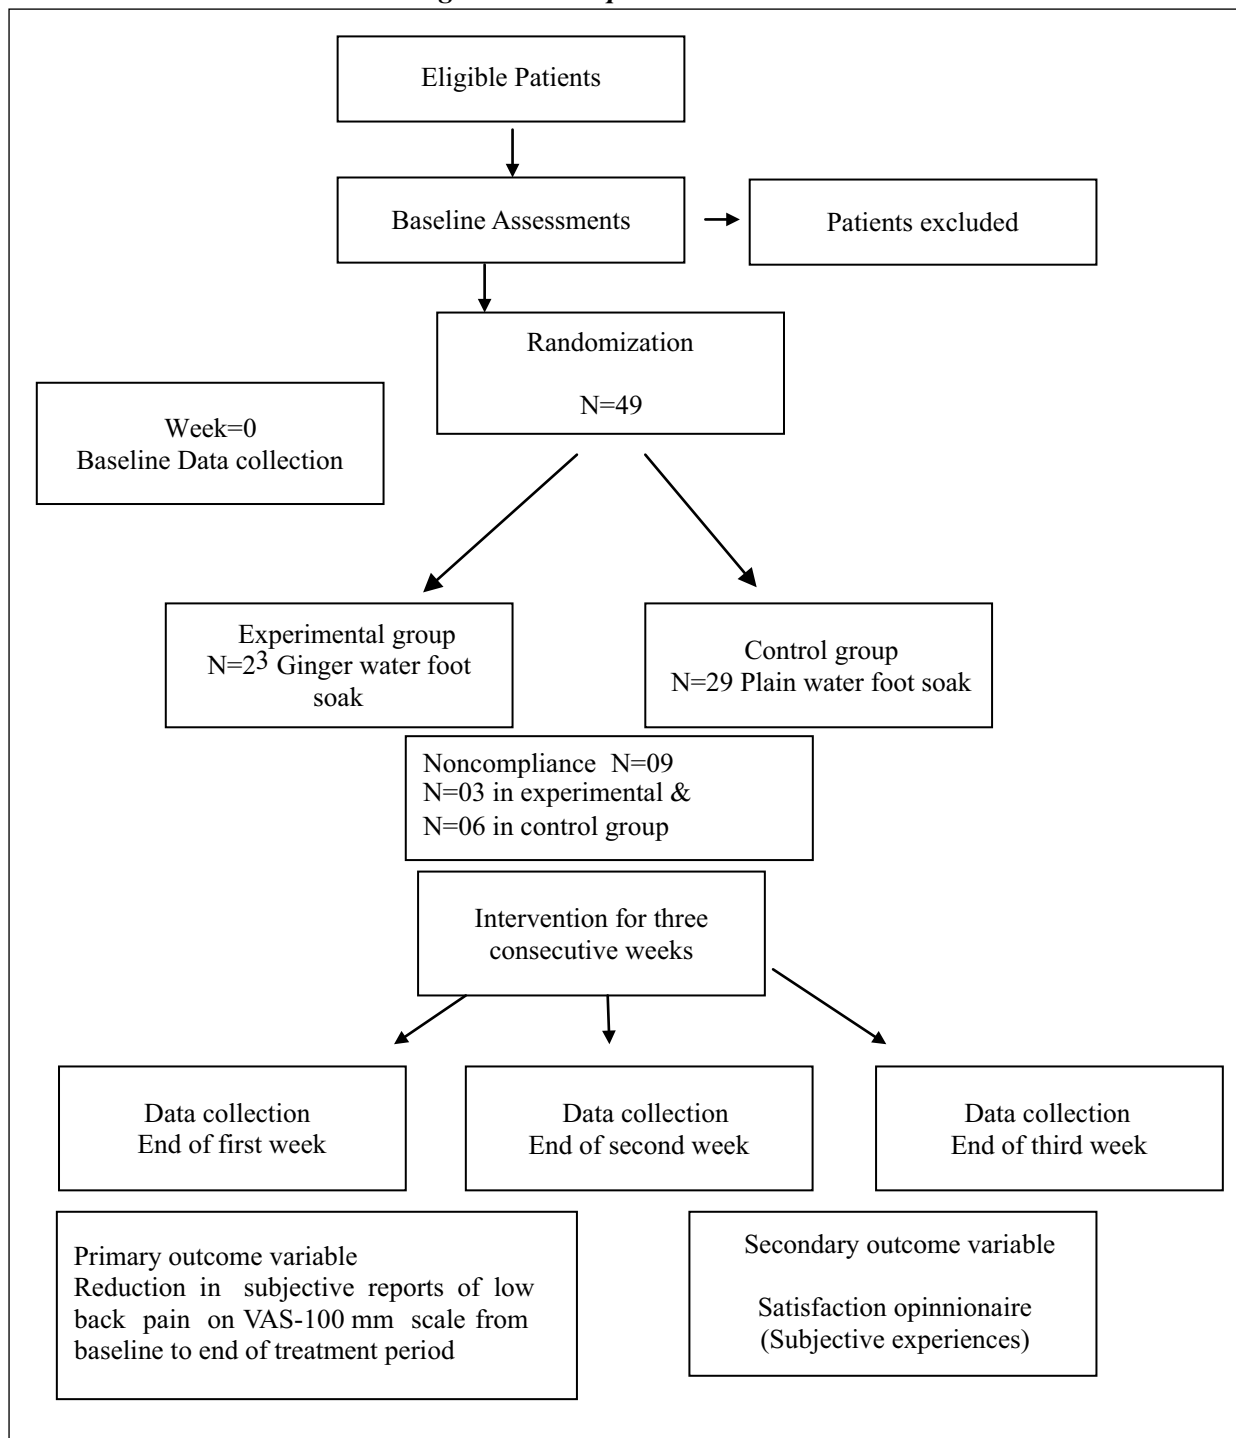 Eligible Patients
Baseline Assessments
Patients excluded
Randomization
N=49
Week=0
Baseline Data collection
Experimental group
N=23 Ginger water foot
soak
Control group
N=29 Plain water foot soak
Noncompliance N=09
N=03 in experimental &
N=06 in control group
Intervention for three
consecutive weeks
Data collection
End of first week
Data collection
End of second week
Data collection
End of third week
Primary outcome variable
Reduction in subjective reports of low
back pain on VAS-100 mm scale from
baseline to end of treatment period
Secondary outcome variable
Satisfaction opinnionaire
(Subjective experiences)